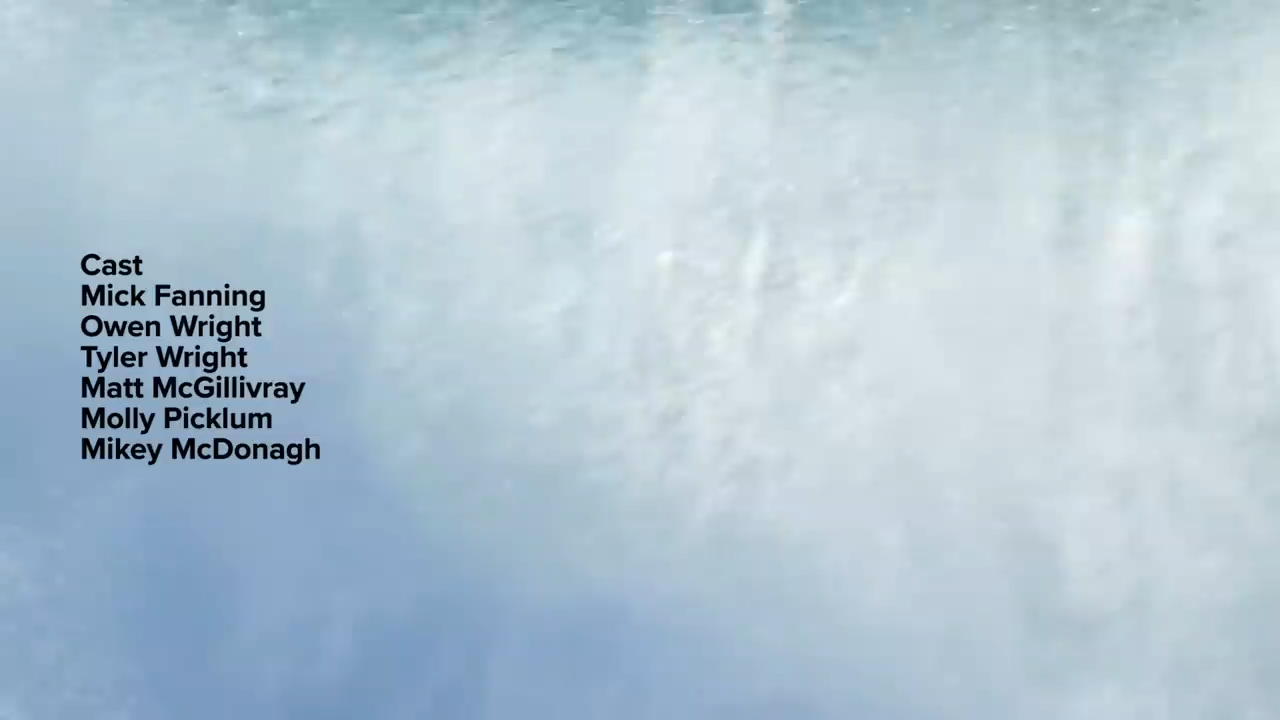 Cast
Mick Fanning
Owen Wright
Tyler Wright
Matt McGillivray
Molly Picklum
Mikey McDonagh